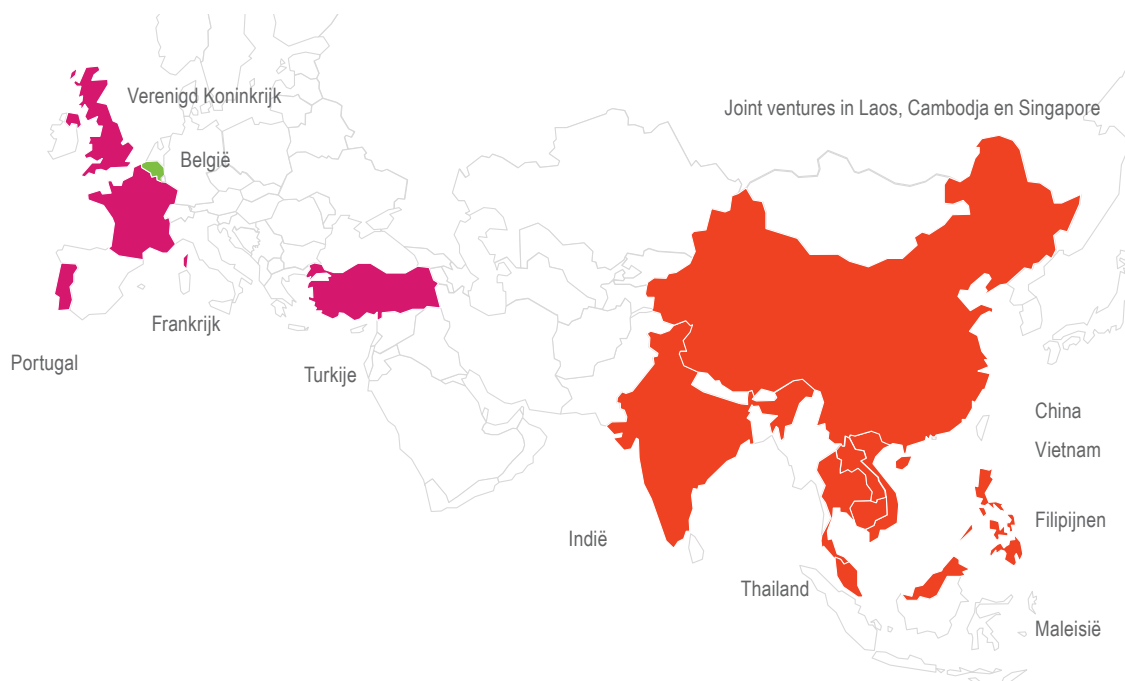 Verenigd Koninkrijk
Joint ventures in Laos, Cambodja en Singapore
België
Frankrijk
Portugal
Turkije
China
Vietnam
Filipijnen
Indië
Thailand
Maleisië